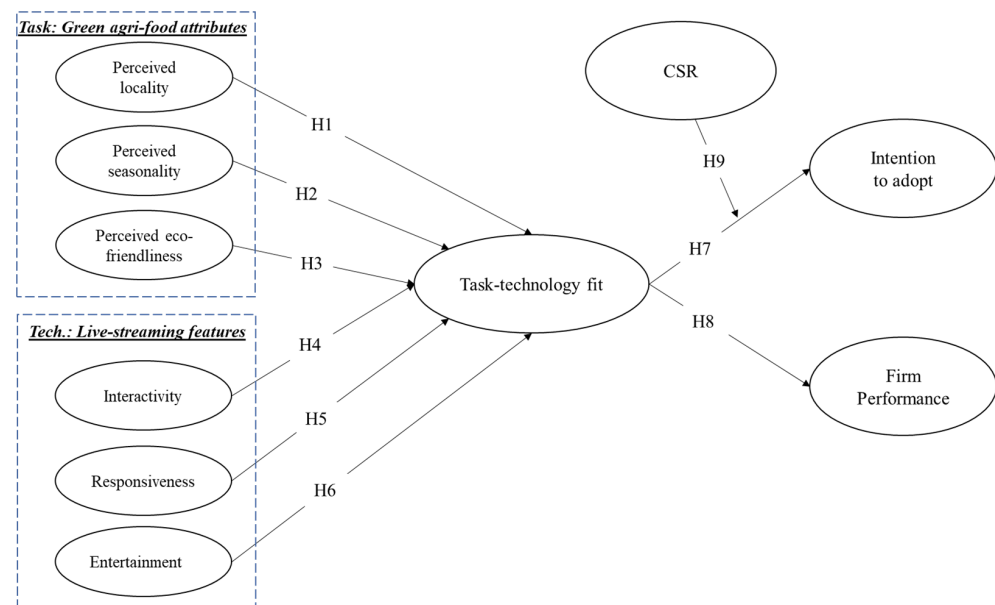 Task: Green agri-food attributes
Perceived
locality
Perceived
seasonality
Perceived eco-
friendliness
Tech.: Live-streaming features
Interactivity
Responsiveness
Entertainment
H1
H2
H3
H4
H5
H6
Task-technology fit
CSR
H9
H7
H8
Intention
to adopt
Firm
Performance